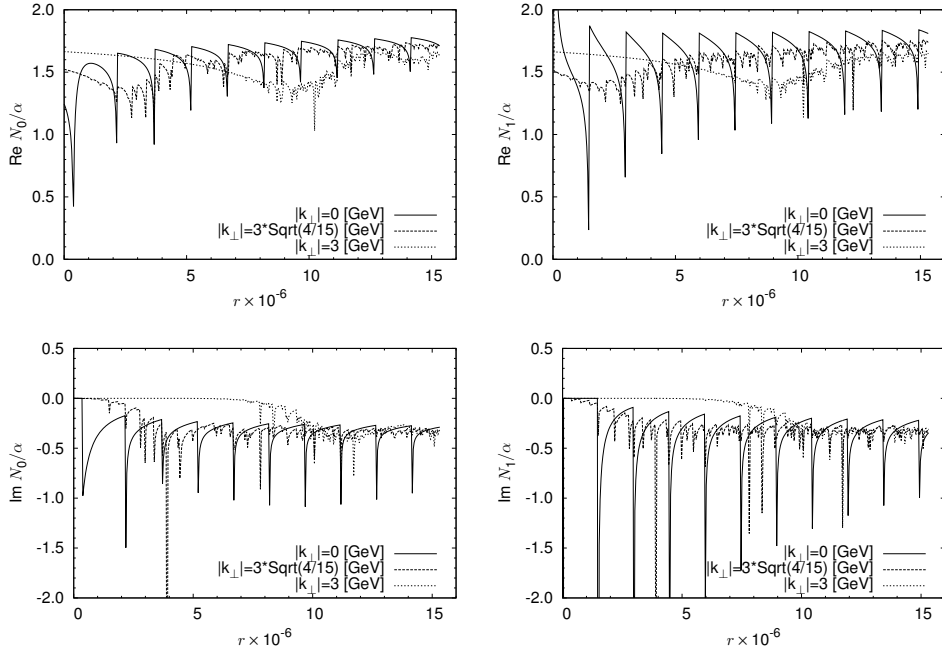 2.0
1.5
1.0
0.5
0.0
Re N₀/α
|k⊥|=0 [GeV]
|k⊥|=3*Sqrt(4/15) [GeV]
|k⊥|=3 [GeV]
0 5 10 15
r × 10⁻⁶
2.0
1.5
1.0
0.5
0.0
Re N₁/α
|k⊥|=0 [GeV]
|k⊥|=3*Sqrt(4/15) [GeV]
|k⊥|=3 [GeV]
0 5 10 15
r × 10⁻⁶
0.5
0.0
-0.5
-1.0
-1.5
-2.0
Im N₀/α
|k⊥|=0 [GeV]
|k⊥|=3*Sqrt(4/15) [GeV]
|k⊥|=3 [GeV]
0 5 10 15
r × 10⁻⁶
0.5
0.0
-0.5
-1.0
-1.5
-2.0
Im N₁/α
|k⊥|=0 [GeV]
|k⊥|=3*Sqrt(4/15) [GeV]
|k⊥|=3 [GeV]
0 5 10 15
r × 10⁻⁶